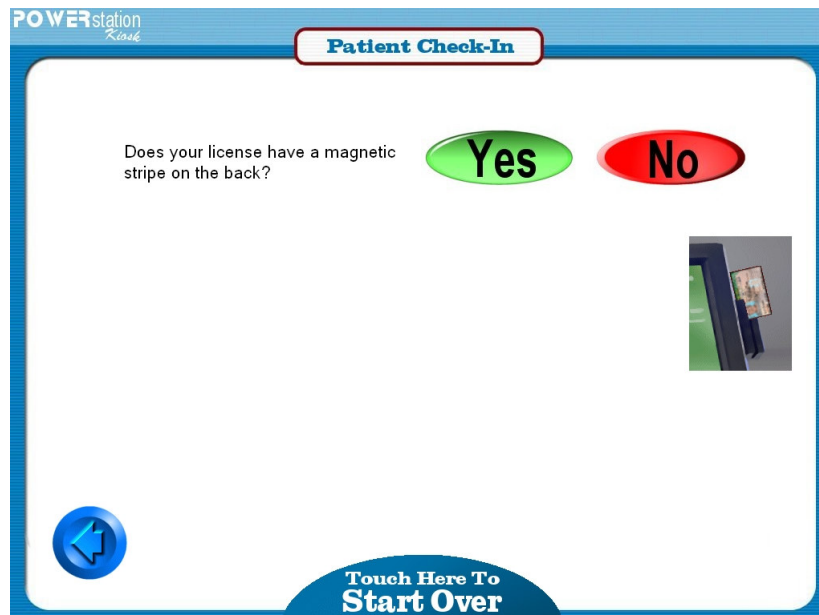 POWERstation
Kiosk
Patient Check-In
Does your license have a magnetic
stripe on the back?
Yes
No
Touch Here To
Start Over